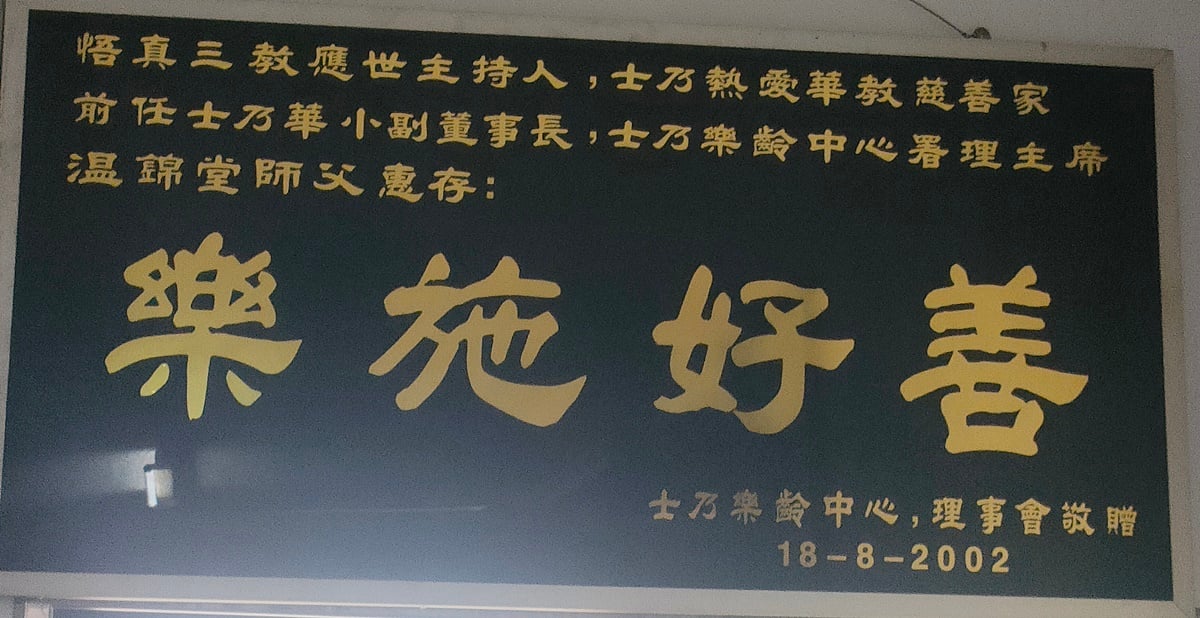 悟真三教應世主持人,士乃熱愛華教慈善家
前任士乃華小副董事長,士乃樂齡中心署理主席
温錦堂師父惠存:
樂施好善
士乃樂齡中心,理事會敬贈
18-8-2002